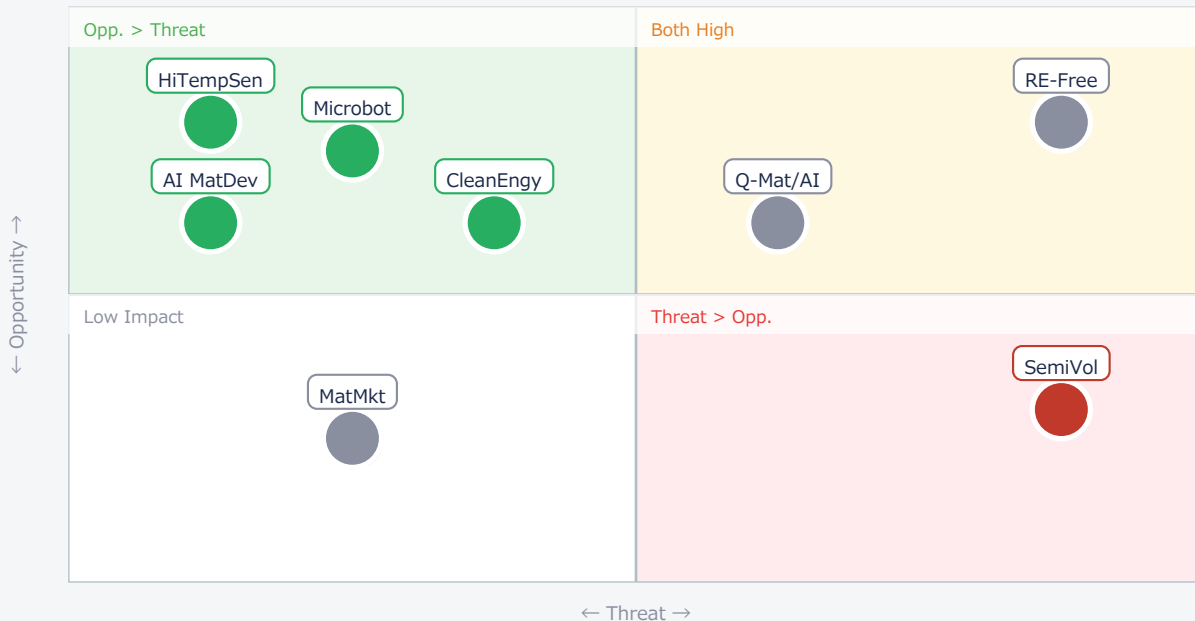 Opp. > Threat
Both High
HiTempSen
RE-Free
Microbot
AI MatDev
CleanEngy
Q-Mat/AI
← Opportunity →
Low Impact
Threat > Opp.
SemiVol
MatMkt
← Threat →